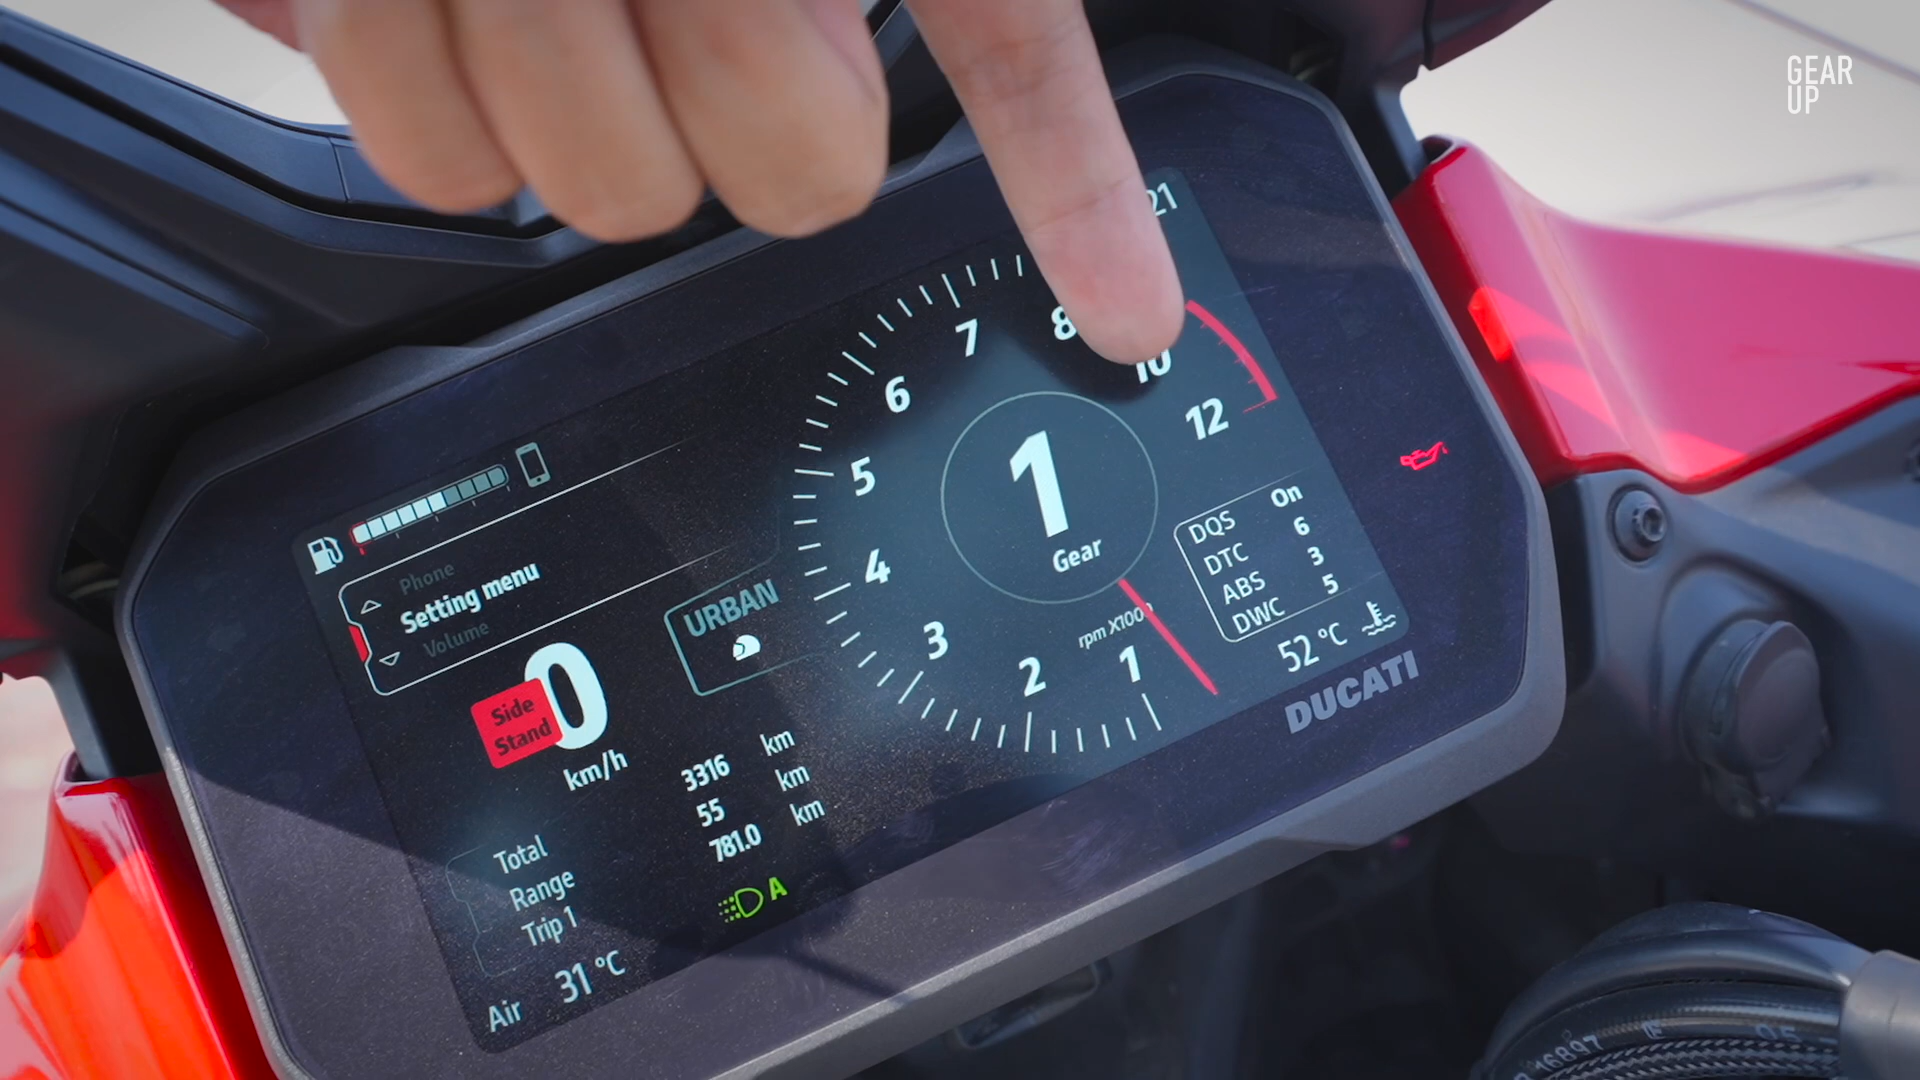 GEAR
UP
21
Phone
Setting menu
Volume
URBAN
Side
Stand
0
km/h
7
8
6
10
5
12
4
3
2
1
1
Gear
rpm X1000
DQS On
DTC 6
ABS 3
DWC 5
52 °C
DUCATI
Total 3316 km
Range 55 km
Trip 1 781.0 km
A
Air 31 °C